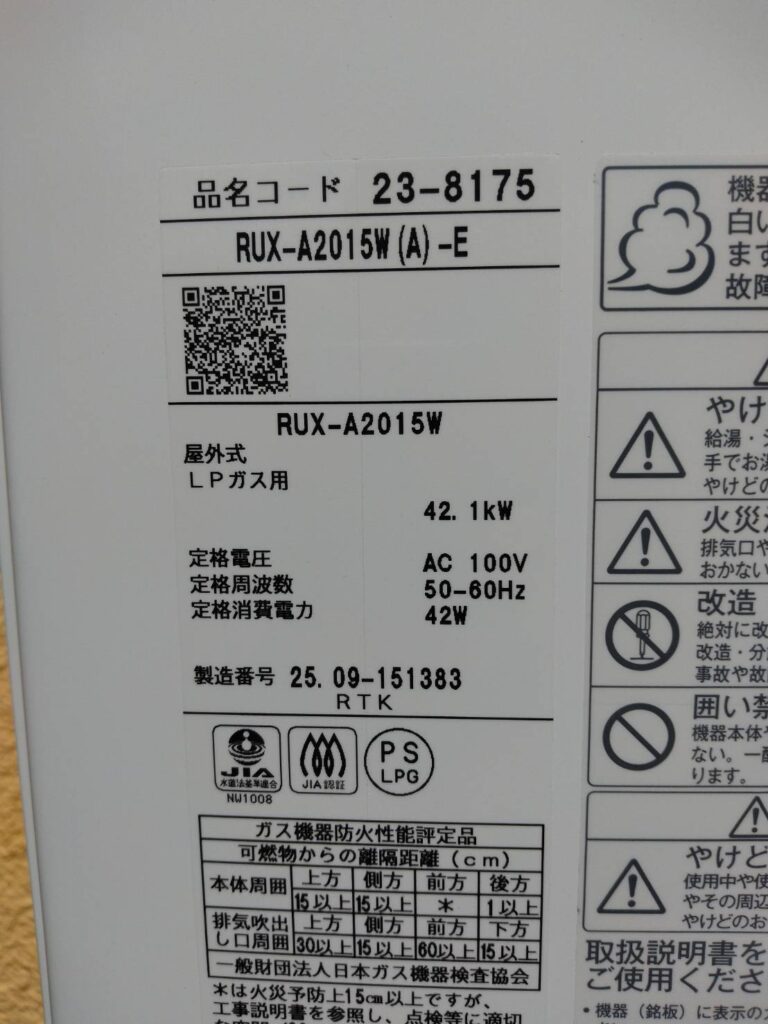 品名コード 23-8175
RUX-A2015W(A)-E
RUX-A2015W
屋外式
LPガス用
42.1kW
定格電圧 AC 100V
定格周波数 50-60Hz
定格消費電力 42W
製造番号 25.09-151383
RTK
JIA
水道法基準適合
NW1008
JIA認証
PS
LPG
ガス機器防火性能評定品
可燃物からの離隔距離(cm)
本体周囲 上方 側方 前方 後方
15以上 15以上 * 1以上
排気吹出し口周囲 上方 側方 前方 下方
30以上 15以上 60以上 15以上
一般財団法人日本ガス機器検査協会
*は火災予防上15cm以上ですが、
工事説明書を参照し、点検等に適切
機器
白い
ます
故障
やけ
給湯・シ
手でお湯
やけどの
火災
排気口や
おかない
改造
絶対に改
改造・分
事故や故
囲い禁
機器本体や
ない。一
ります。
やけど
使用中や使
やその周辺
やけどのお
取扱説明書を
ご使用くださ
・機器(銘板)に表示の